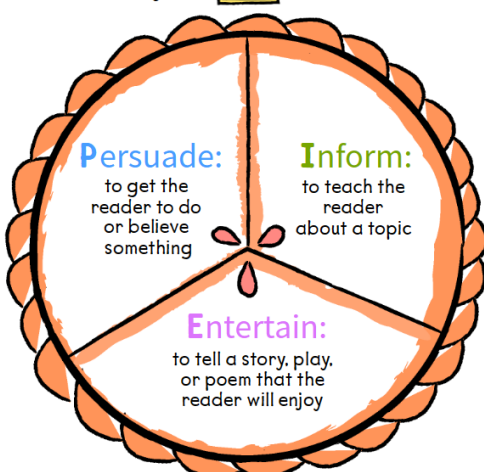 Persuade:
to get the
reader to do
or believe
something
Inform:
to teach the
reader
about a topic
Entertain:
to tell a story, play,
or poem that the
reader will enjoy